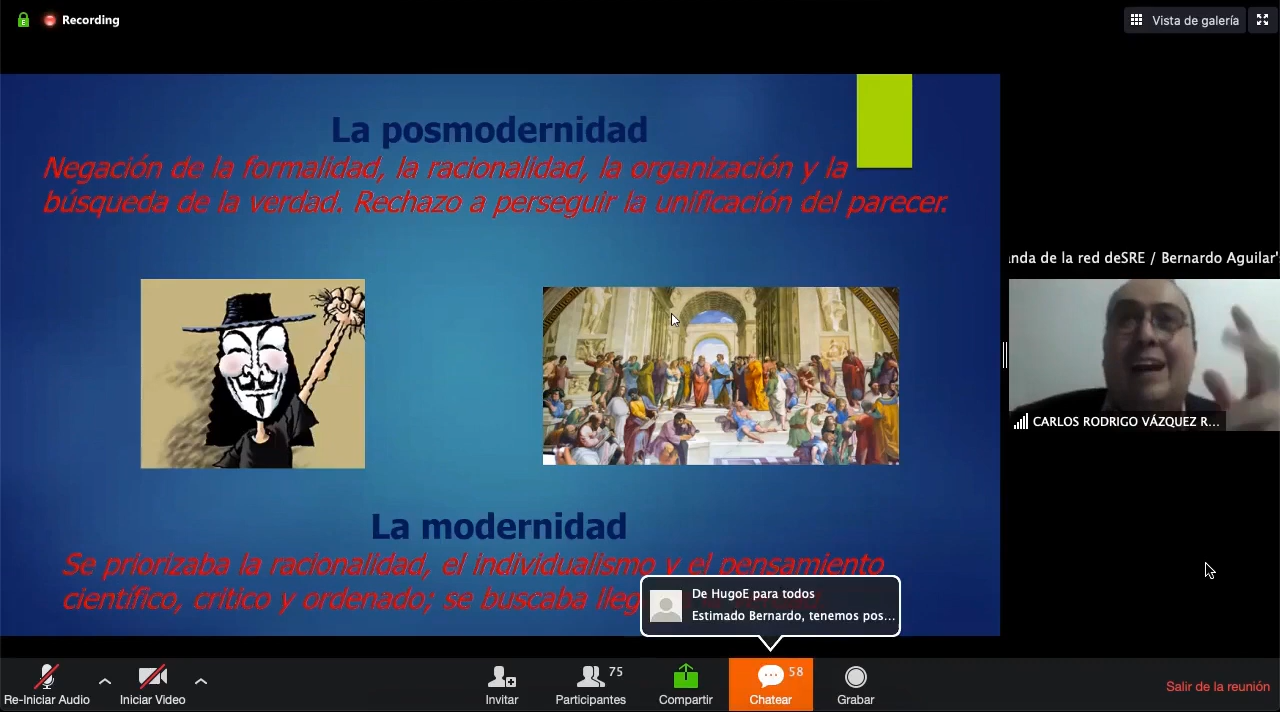 Recording
Vista de galería
La posmodernidad
Negación de la formalidad, la racionalidad, la organización y la
búsqueda de la verdad. Rechazo a perseguir la unificación del parecer.
anda de la red deSRE / Bernardo Aguilar's
CARLOS RODRIGO VÁZQUEZ R...
La modernidad
Se priorizaba la racionalidad, el individualismo y el pensamiento
científico, critico y ordenado; se buscaba lleg
De HugoE para todos
Estimado Bernardo, tenemos pos...
75
58
Re-Iniciar Audio
Iniciar Video
Invitar
Participantes
Compartir
Chatear
Grabar
Salir de la reunión